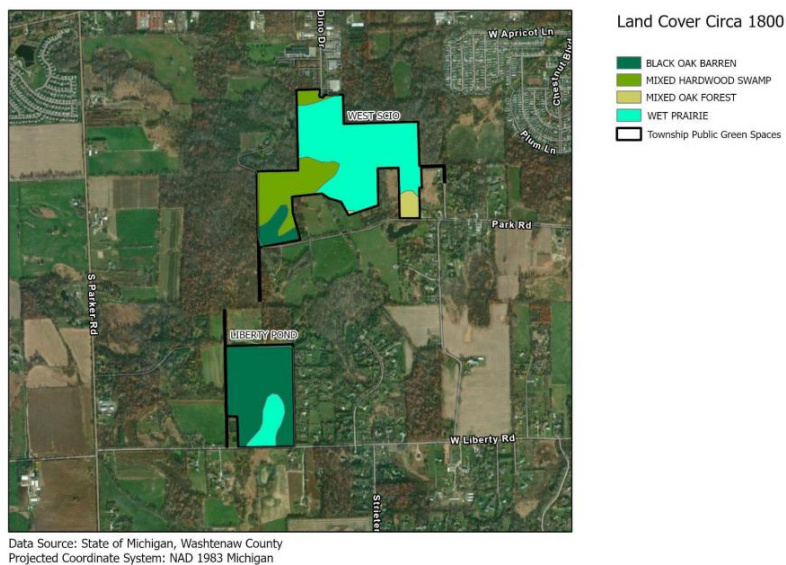 Land Cover Circa 1800
BLACK OAK BARREN
MIXED HARDWOOD SWAMP
MIXED OAK FOREST
WET PRAIRIE
Township Public Green Spaces
Dino Dr
W Apricot Ln
Chestnut Blvd
Plum Ln
WEST SCIO
Park Rd
S Parker Rd
LIBERTY POND
W Liberty Rd
Strieter
Data Source: State of Michigan, Washtenaw County
Projected Coordinate System: NAD 1983 Michigan